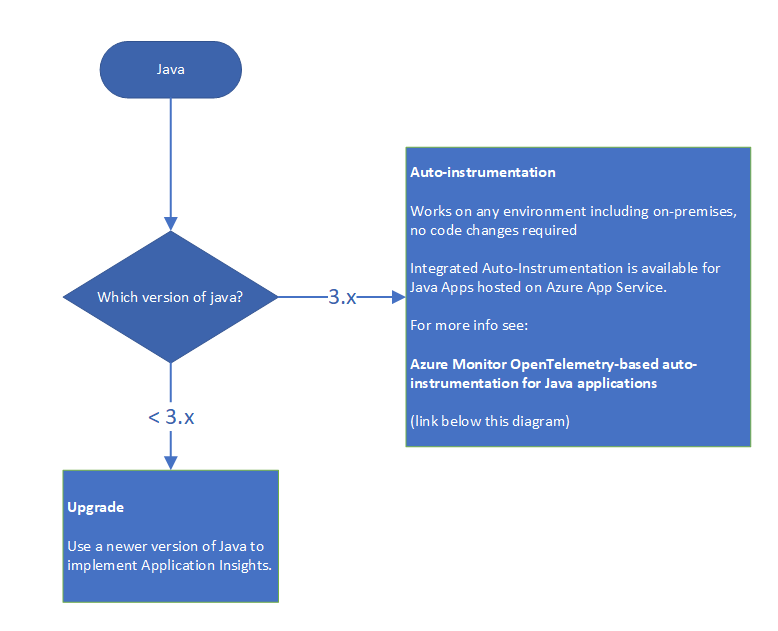 Java
Which version of java?
3.x
Auto-instrumentation
Works on any environment including on-premises,
no code changes required
Integrated Auto-Instrumentation is available for
Java Apps hosted on Azure App Service.
For more info see:
Azure Monitor OpenTelemetry-based auto-
instrumentation for Java applications
(link below this diagram)
< 3.x
Upgrade
Use a newer version of Java to
implement Application Insights.